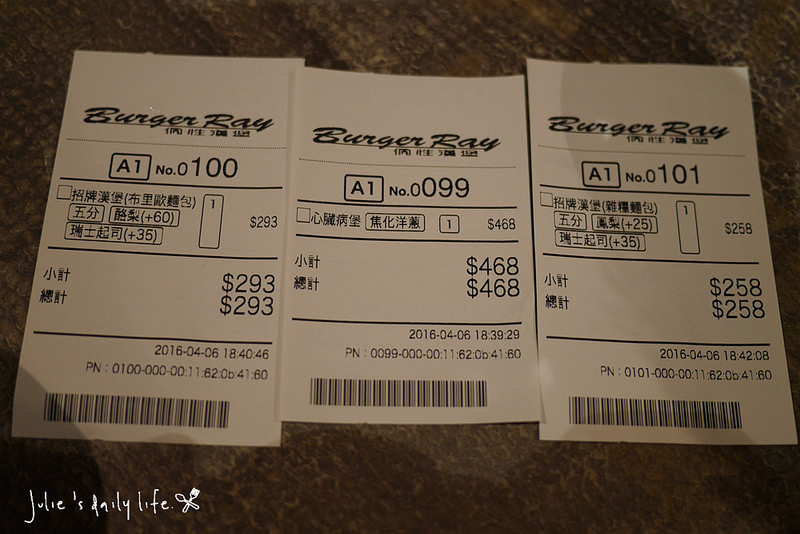 Burger Ray
個性漢堡
A1 No.0100
招牌漢堡(布里歐麵包)
五分 酪梨(+60)
瑞士起司(+35)
1
$293
小計 $293
總計 $293
2016-04-06 18:40:46
PN：0100-000-00:11:62:0b:41:60
Burger Ray
個性漢堡
A1 No.0099
心臟病堡 焦化洋蔥 1 $468
小計 $468
總計 $468
2016-04-06 18:39:29
PN：0099-000-00:11:62:0b:41:60
Burger Ray
個性漢堡
A1 No.0101
招牌漢堡(雜糧麵包)
五分 鳳梨(+25)
瑞士起司(+35)
1
$258
小計 $258
總計 $258
2016-04-06 18:42:08
PN：0101-000-00:11:62:0b:41:60
Julie's daily life.